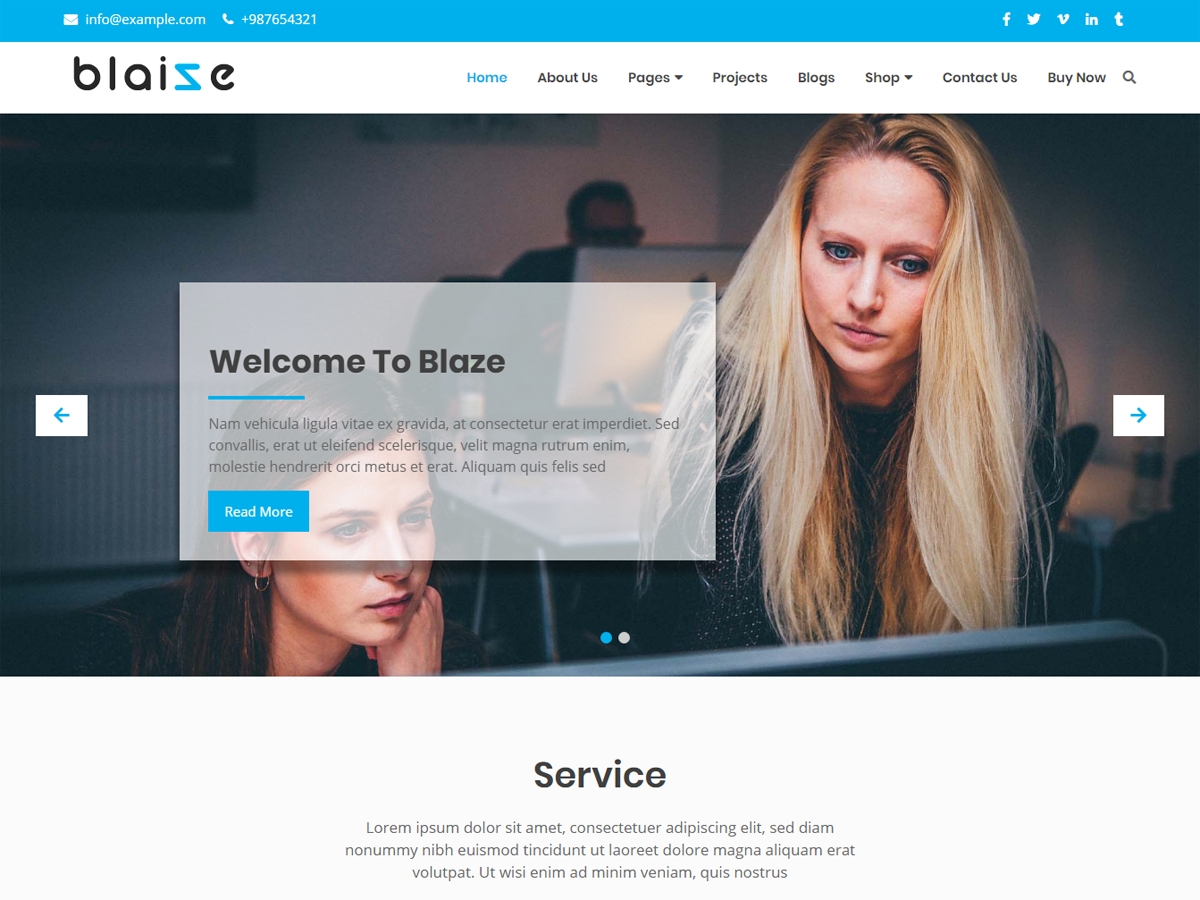 info@example.com +987654321
blaize
Home About Us Pages Projects Blogs Shop Contact Us Buy Now
Welcome To Blaze
Nam vehicula ligula vitae ex gravida, at consectetur erat imperdiet. Sed
convallis, erat ut eleifend scelerisque, velit magna rutrum enim,
molestie hendrerit orci metus et erat. Aliquam quis felis sed
Read More
Service
Lorem ipsum dolor sit amet, consectetuer adipiscing elit, sed diam
nonummy nibh euismod tincidunt ut laoreet dolore magna aliquam erat
volutpat. Ut wisi enim ad minim veniam, quis nostrus